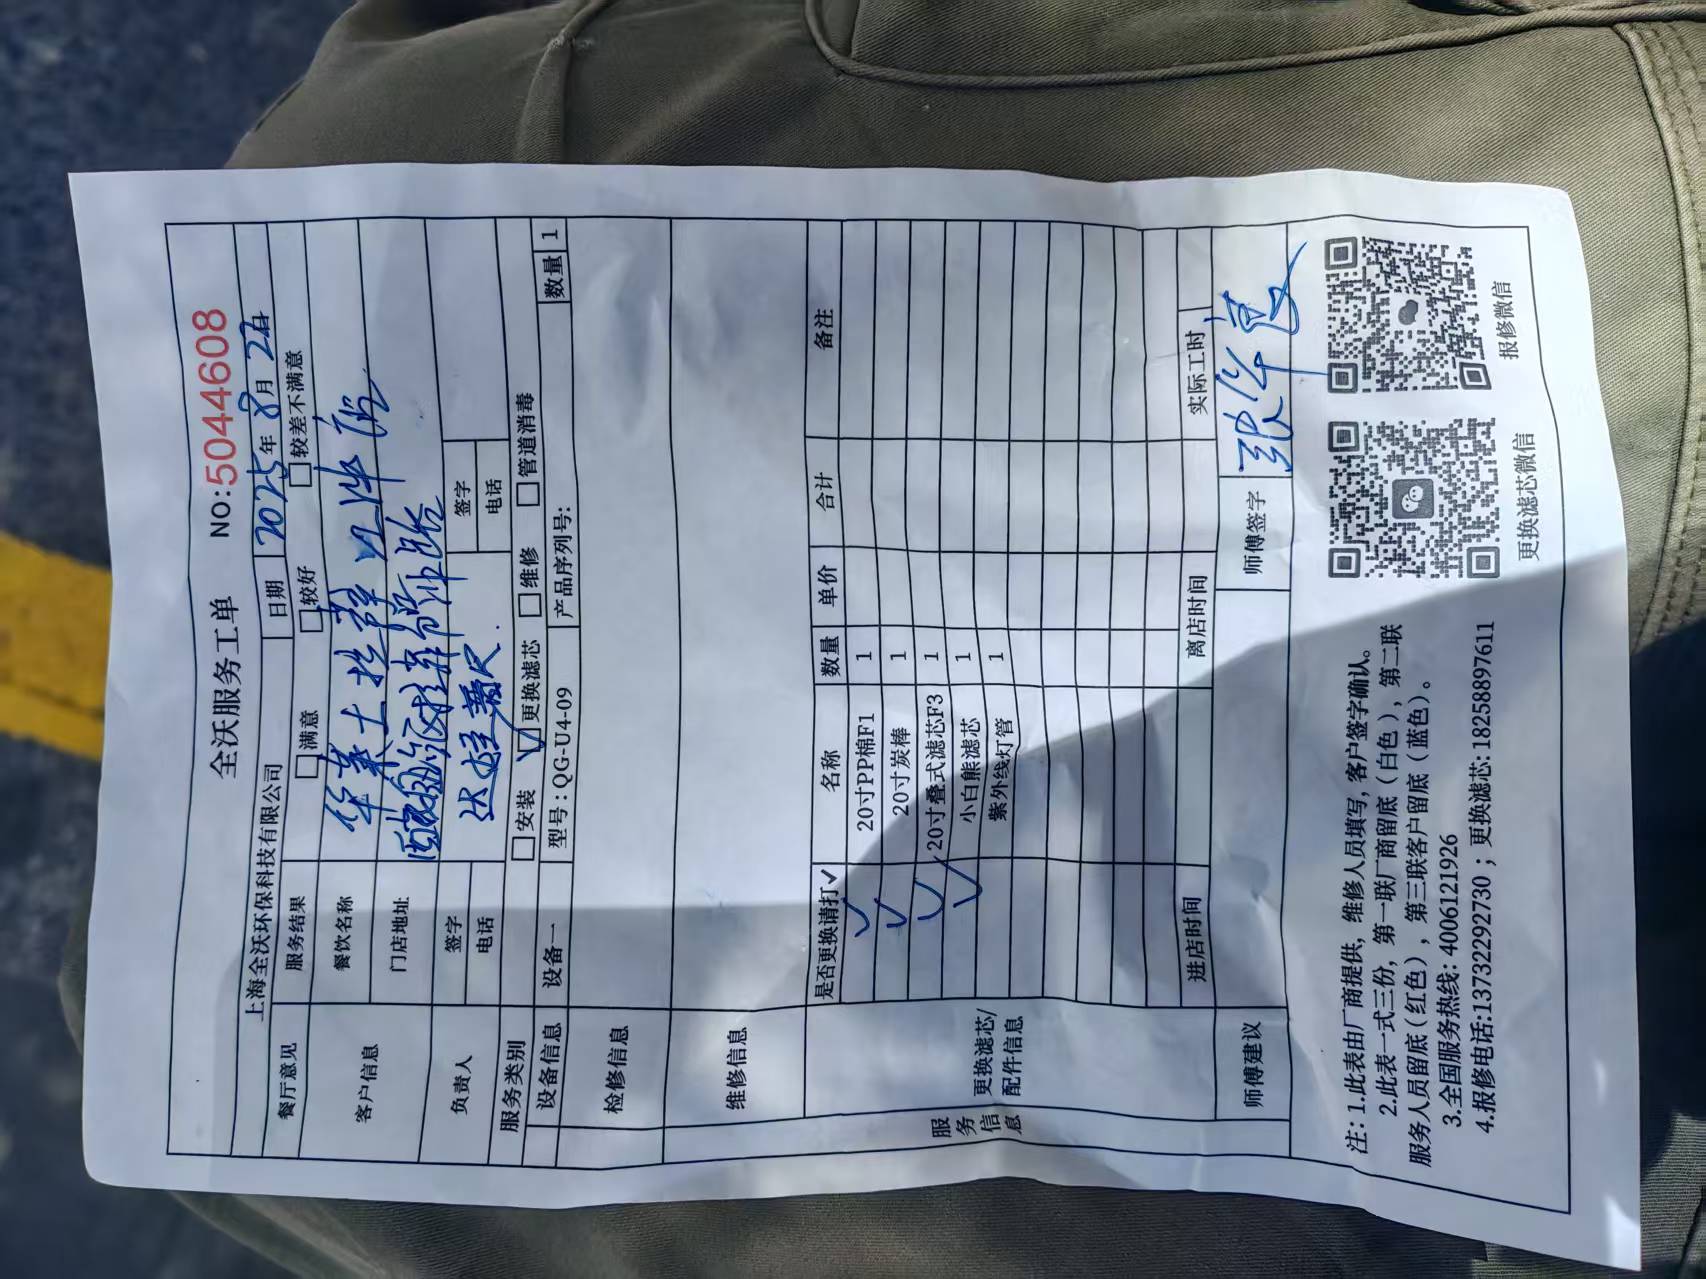 全沃服务工单 NO:5044608
上海全沃环保科技有限公司 日期 2025年8月22日
餐厅意见 服务结果 □满意 □较好 □较差不满意
客户信息 餐饮名称 华莱士
门店地址
负责人 签字 签字
电话 电话
服务类别 □安装 ☑更换滤芯 □维修 □管道消毒
设备信息 设备一 型号:QG-U4-09 产品序列号: 数量 1
检修信息
维修信息
服务信息
更换滤芯/配件信息
是否更换请打✓ 名称 数量 单价 合计 备注
✓ 20寸PP棉F1 1
✓ 20寸炭棒 1
✓ 20寸叠式滤芯F3 1
✓ 小白熊滤芯 1
紫外线灯管 1
进店时间 离店时间 实际工时
师傅建议 师傅签字
注: 1.此表由厂商提供, 维修人员填写, 客户签字确认。
2.此表一式三份, 第一联厂商留底(白色), 第二联
服务人员留底(红色), 第三联客户留底(蓝色)。
3.全国服务热线: 4006121926
4.报修电话:13732292730 ; 更换滤芯: 18258897611
更换滤芯微信
报修微信